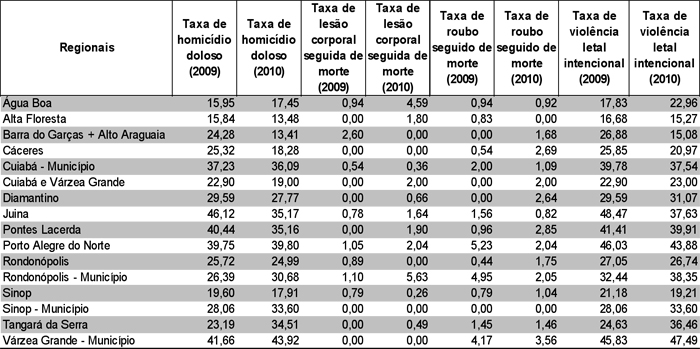 Regionais Taxa de homicídio doloso (2009) Taxa de homicídio doloso (2010) Taxa de lesão corporal seguida de morte (2009) Taxa de lesão corporal seguida de morte (2010) Taxa de roubo seguido de morte (2009) Taxa de roubo seguido de morte (2010) Taxa de violência letal intencional (2009) Taxa de violência letal intencional (2010)
Água Boa 15,95 17,45 0,94 4,59 0,94 0,92 17,83 22,96
Alta Floresta 15,84 13,48 0,00 1,80 0,83 0,00 16,68 15,27
Barra do Garças + Alto Araguaia 24,28 13,41 2,60 0,00 0,00 1,68 26,88 15,08
Cáceres 25,32 18,28 0,00 0,00 0,54 2,69 25,85 20,97
Cuiabá - Município 37,23 36,09 0,54 0,36 2,00 1,09 39,78 37,54
Cuiabá e Várzea Grande 22,90 19,00 0,00 2,00 0,00 2,00 22,90 23,00
Diamantino 29,59 27,77 0,00 0,66 0,00 2,64 29,59 31,07
Juina 46,12 35,17 0,78 1,64 1,56 0,82 48,47 37,63
Pontes Lacerda 40,44 35,16 0,00 1,90 0,96 2,85 41,41 39,91
Porto Alegre do Norte 39,75 39,80 1,05 2,04 5,23 2,04 46,03 43,88
Rondonópolis 25,72 24,99 0,89 0,00 0,44 1,75 27,05 26,74
Rondonópolis - Município 26,39 30,68 1,10 5,63 4,95 2,05 32,44 38,35
Sinop 19,60 17,91 0,79 0,26 0,79 1,04 21,18 19,21
Sinop - Município 28,06 33,60 0,00 0,00 0,00 0,00 28,06 33,60
Tangará da Serra 23,19 34,51 0,00 0,49 1,45 1,46 24,63 36,46
Várzea Grande - Município 41,66 43,92 0,00 0,00 4,17 3,56 45,83 47,48